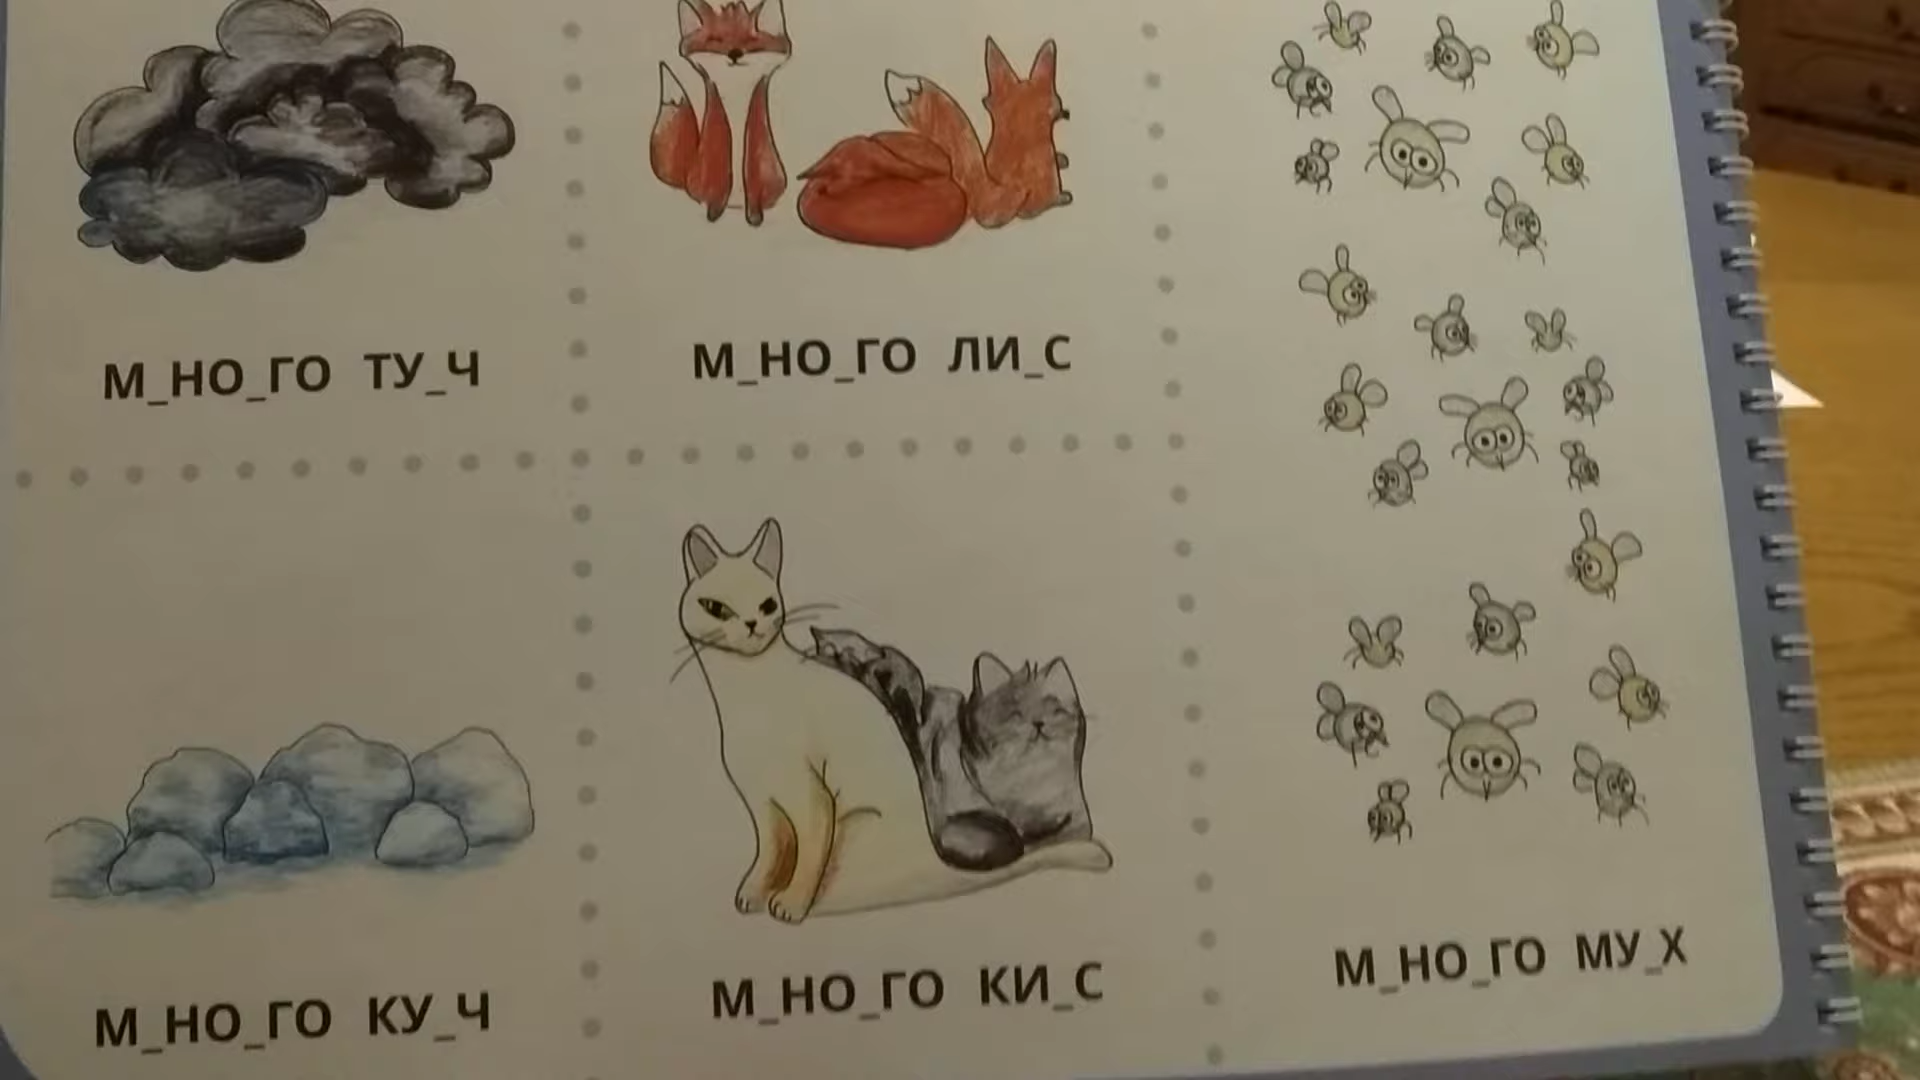 М_НО_ГО ТУ_Ч
М_НО_ГО ЛИ_С
М_НО_ГО КУ_Ч
М_НО_ГО КИ_С
М_НО_ГО МУ_Х